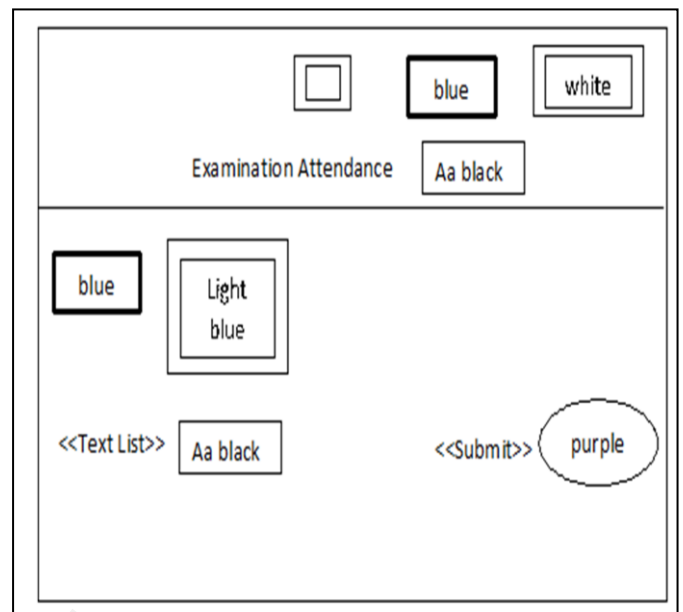 blue
white
Examination Attendance
Aa black
blue
Light
blue
<<Text List>>
Aa black
<<Submit>>
purple